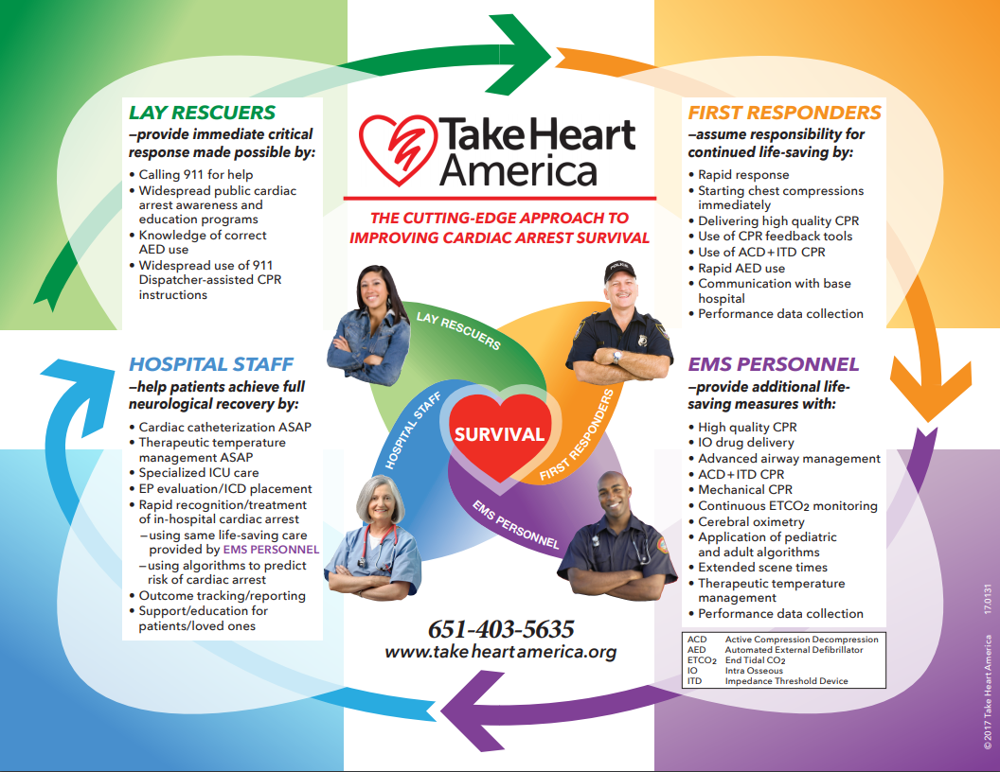 LAY RESCUERS
–provide immediate critical
response made possible by:
• Calling 911 for help
• Widespread public cardiac
arrest awareness and
education programs
• Knowledge of correct
AED use
• Widespread use of 911
Dispatcher-assisted CPR
instructions
Take Heart
America
THE CUTTING-EDGE APPROACH TO
IMPROVING CARDIAC ARREST SURVIVAL
FIRST RESPONDERS
–assume responsibility for
continued life-saving by:
• Rapid response
• Starting chest compressions
immediately
• Delivering high quality CPR
• Use of CPR feedback tools
• Use of ACD+ITD CPR
• Rapid AED use
• Communication with base
hospital
• Performance data collection
POLICE
LAY RESCUERS
HOSPITAL STAFF
SURVIVAL
FIRST RESPONDERS
EMS PERSONNEL
HOSPITAL STAFF
–help patients achieve full
neurological recovery by:
• Cardiac catheterization ASAP
• Therapeutic temperature
management ASAP
• Specialized ICU care
• EP evaluation/ICD placement
• Rapid recognition/treatment
of in-hospital cardiac arrest
–using same life-saving care
provided by EMS PERSONNEL
–using algorithms to predict
risk of cardiac arrest
• Outcome tracking/reporting
• Support/education for
patients/loved ones
EMS PERSONNEL
–provide additional life-
saving measures with:
• High quality CPR
• IO drug delivery
• Advanced airway management
• ACD+ITD CPR
• Mechanical CPR
• Continuous ETCO2 monitoring
• Cerebral oximetry
• Application of pediatric
and adult algorithms
• Extended scene times
• Therapeutic temperature
management
• Performance data collection
651-403-5635
www.takeheartamerica.org
ACD Active Compression Decompression
AED Automated External Defibrillator
ETCO2 End Tidal CO2
IO Intra Osseous
ITD Impedance Threshold Device
©2017 Take Heart America 17.0131